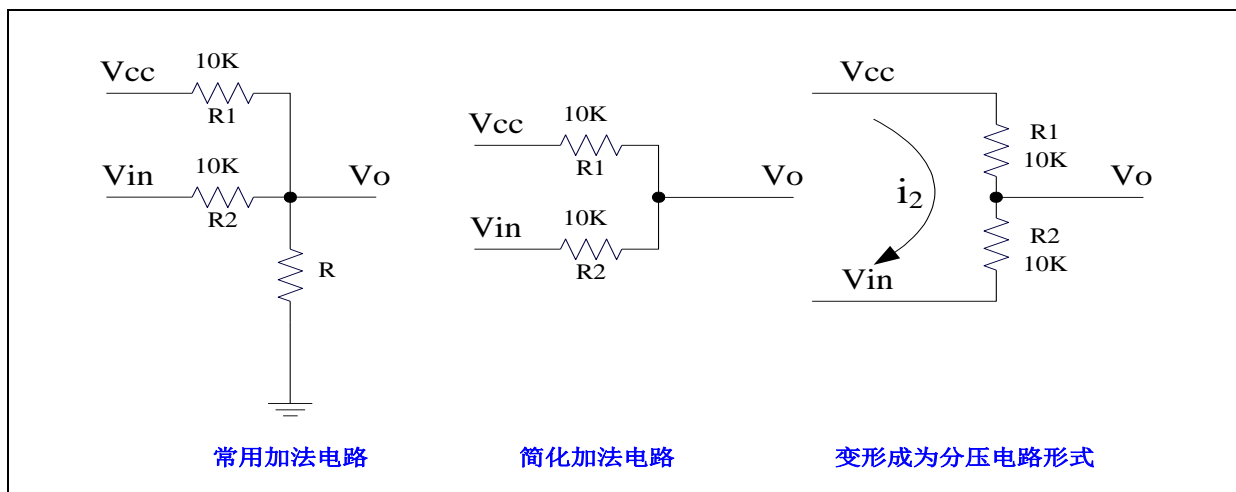 10K
Vcc
R1
10K
Vin
Vo
R2
R
常用加法电路
10K
Vcc
R1
Vo
10K
Vin
R2
简化加法电路
Vcc
R1
10K
Vo
i2
R2
10K
Vin
变形成为分压电路形式